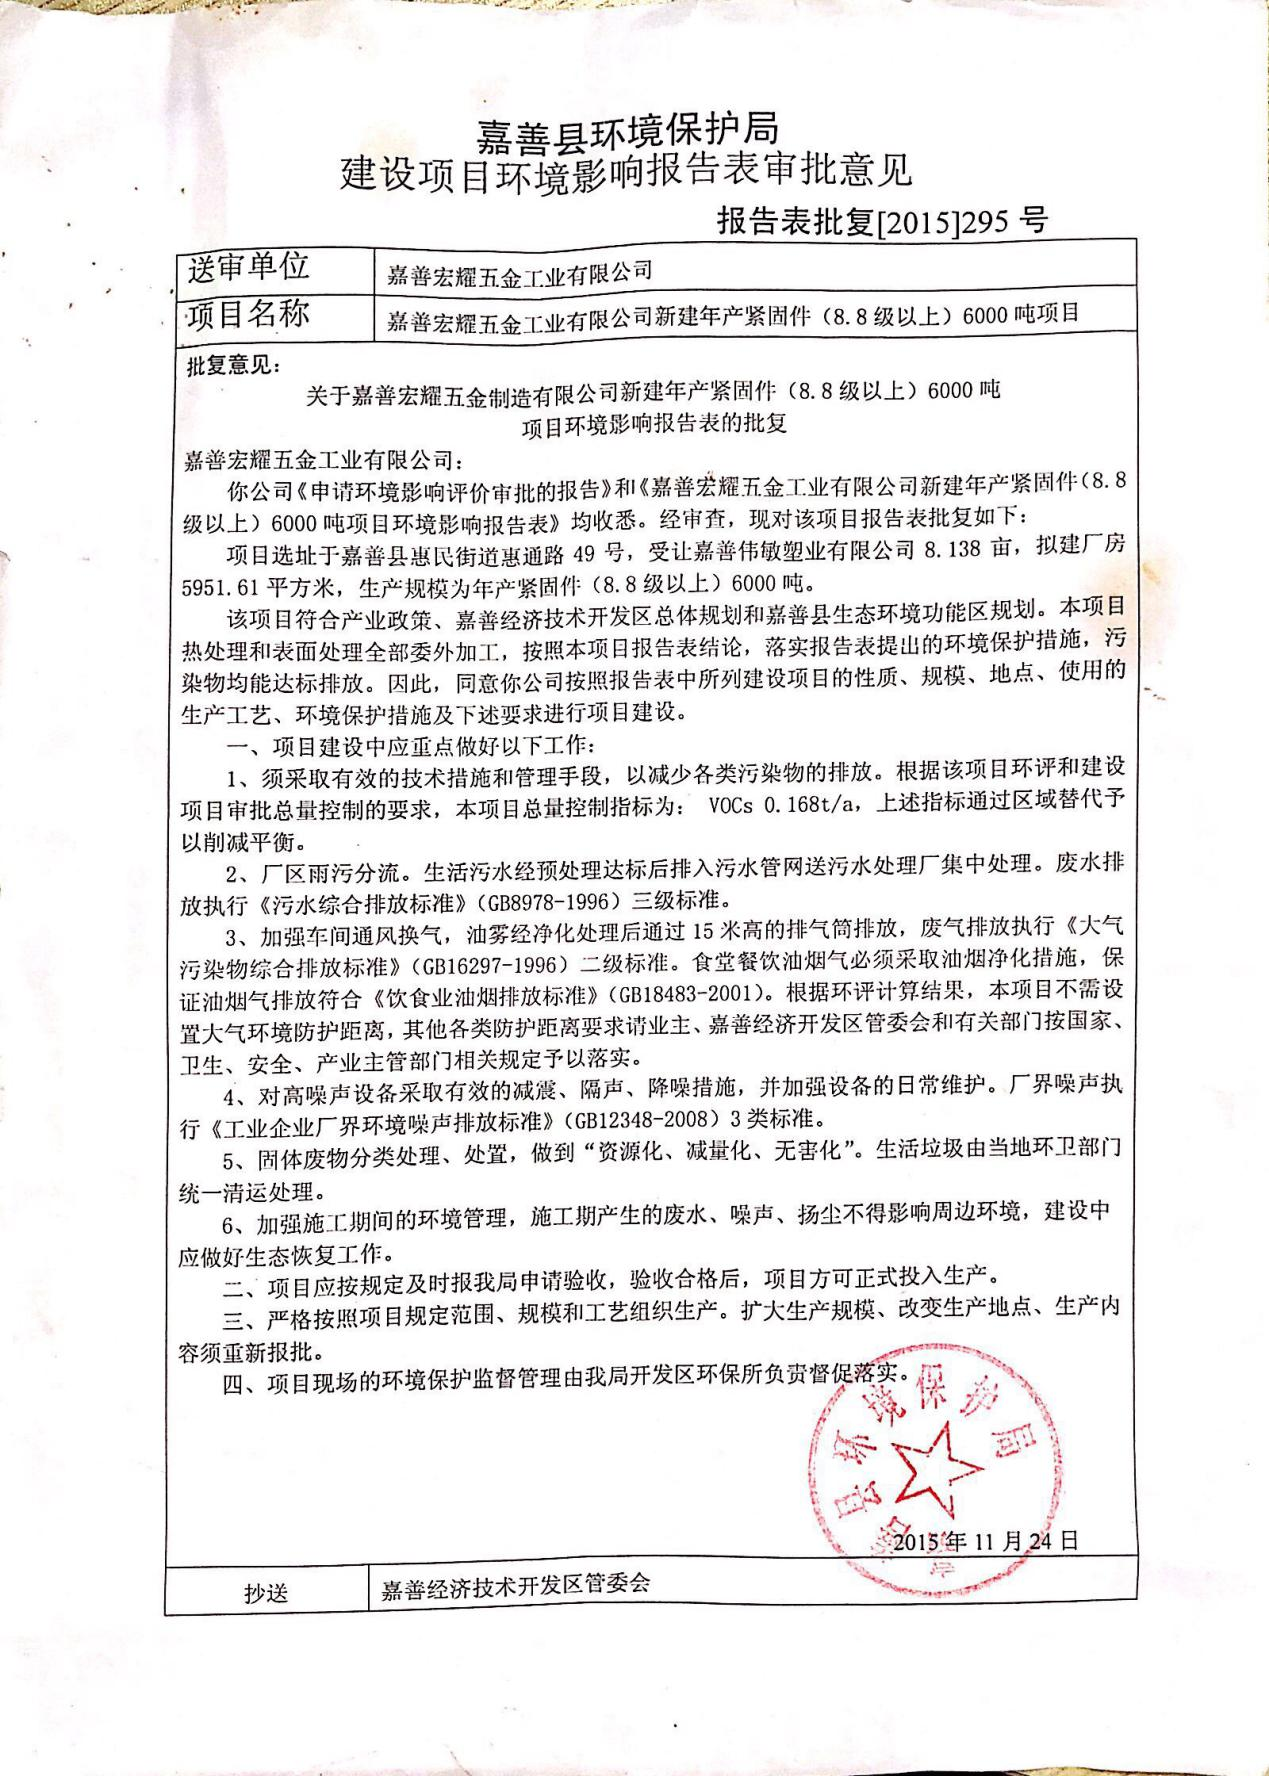 嘉善县环境保护局
建设项目环境影响报告表审批意见
报告表批复[2015]295 号
送审单位 嘉善宏耀五金工业有限公司
项目名称 嘉善宏耀五金工业有限公司新建年产紧固件（8.8 级以上）6000 吨项目
批复意见：
关于嘉善宏耀五金制造有限公司新建年产紧固件（8.8 级以上）6000 吨
项目环境影响报告表的批复
嘉善宏耀五金工业有限公司：
你公司《申请环境影响评价审批的报告》和《嘉善宏耀五金工业有限公司新建年产紧固件（8.8
级以上）6000 吨项目环境影响报告表》均收悉。经审查，现对该项目报告表批复如下：
项目选址于嘉善县惠民街道惠通路 49 号，受让嘉善伟敏塑业有限公司 8.138 亩，拟建厂房
5951.61 平方米，生产规模为年产紧固件（8.8 级以上）6000 吨。
该项目符合产业政策、嘉善经济技术开发区总体规划和嘉善县生态环境功能区规划。本项目
热处理和表面处理全部委外加工，按照本项目报告表结论，落实报告表提出的环境保护措施，污
染物均能达标排放。因此，同意你公司按照报告表中所列建设项目的性质、规模、地点、使用的
生产工艺、环境保护措施及下述要求进行项目建设。
一、项目建设中应重点做好以下工作：
1、须采取有效的技术措施和管理手段，以减少各类污染物的排放。根据该项目环评和建设
项目审批总量控制的要求，本项目总量控制指标为： VOCs 0.168t/a，上述指标通过区域替代予
以削减平衡。
2、厂区雨污分流。生活污水经预处理达标后排入污水管网送污水处理厂集中处理。废水排
放执行《污水综合排放标准》（GB8978-1996）三级标准。
3、加强车间通风换气，油雾经净化处理后通过 15 米高的排气筒排放，废气排放执行《大气
污染物综合排放标准》（GB16297-1996）二级标准。食堂餐饮油烟气必须采取油烟净化措施，保
证油烟气排放符合《饮食业油烟排放标准》（GB18483-2001）。根据环评计算结果，本项目不需设
置大气环境防护距离，其他各类防护距离要求请业主、嘉善经济开发区管委会和有关部门按国家、
卫生、安全、产业主管部门相关规定予以落实。
4、对高噪声设备采取有效的减震、隔声、降噪措施，并加强设备的日常维护。厂界噪声执
行《工业企业厂界环境噪声排放标准》（GB12348-2008）3 类标准。
5、固体废物分类处理、处置，做到“资源化、减量化、无害化”。生活垃圾由当地环卫部门
统一清运处理。
6、加强施工期间的环境管理，施工期产生的废水、噪声、扬尘不得影响周边环境，建设中
应做好生态恢复工作。
二、项目应按规定及时报我局申请验收，验收合格后，项目方可正式投入生产。
三、严格按照项目规定范围、规模和工艺组织生产。扩大生产规模、改变生产地点、生产内
容须重新报批。
四、项目现场的环境保护监督管理由我局开发区环保所负责督促落实。
县环境保护局
2015 年 11 月 24 日
抄送 嘉善经济技术开发区管委会